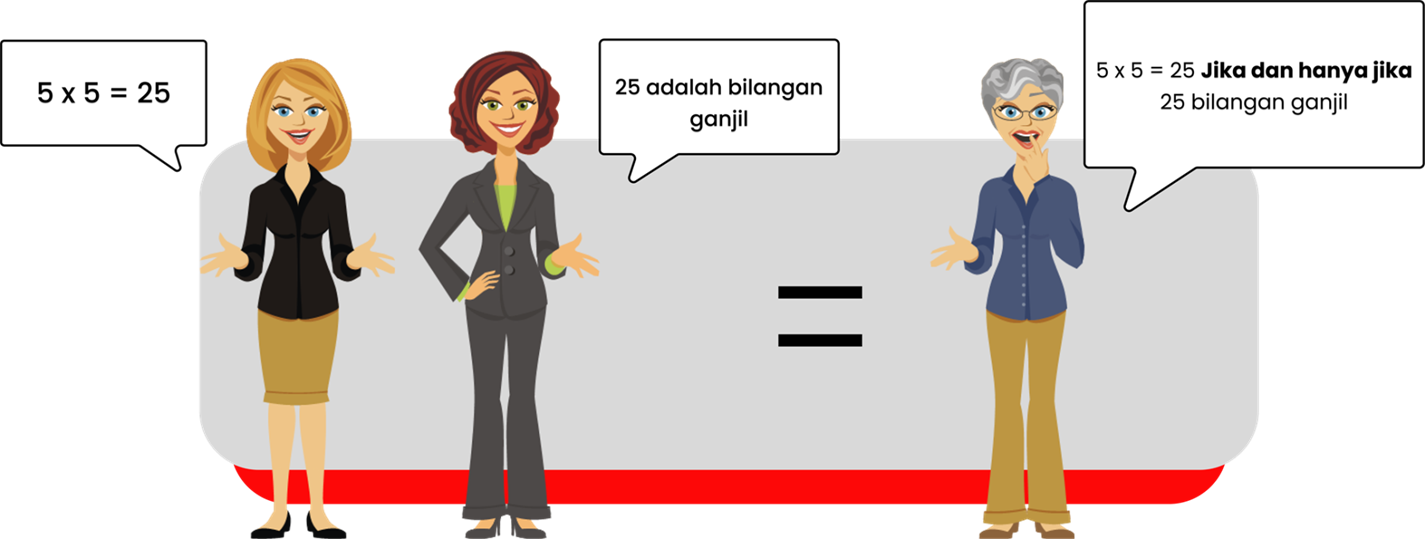 5 x 5 = 25
25 adalah bilangan
ganjil
=
5 x 5 = 25 Jika dan hanya jika
25 bilangan ganjil